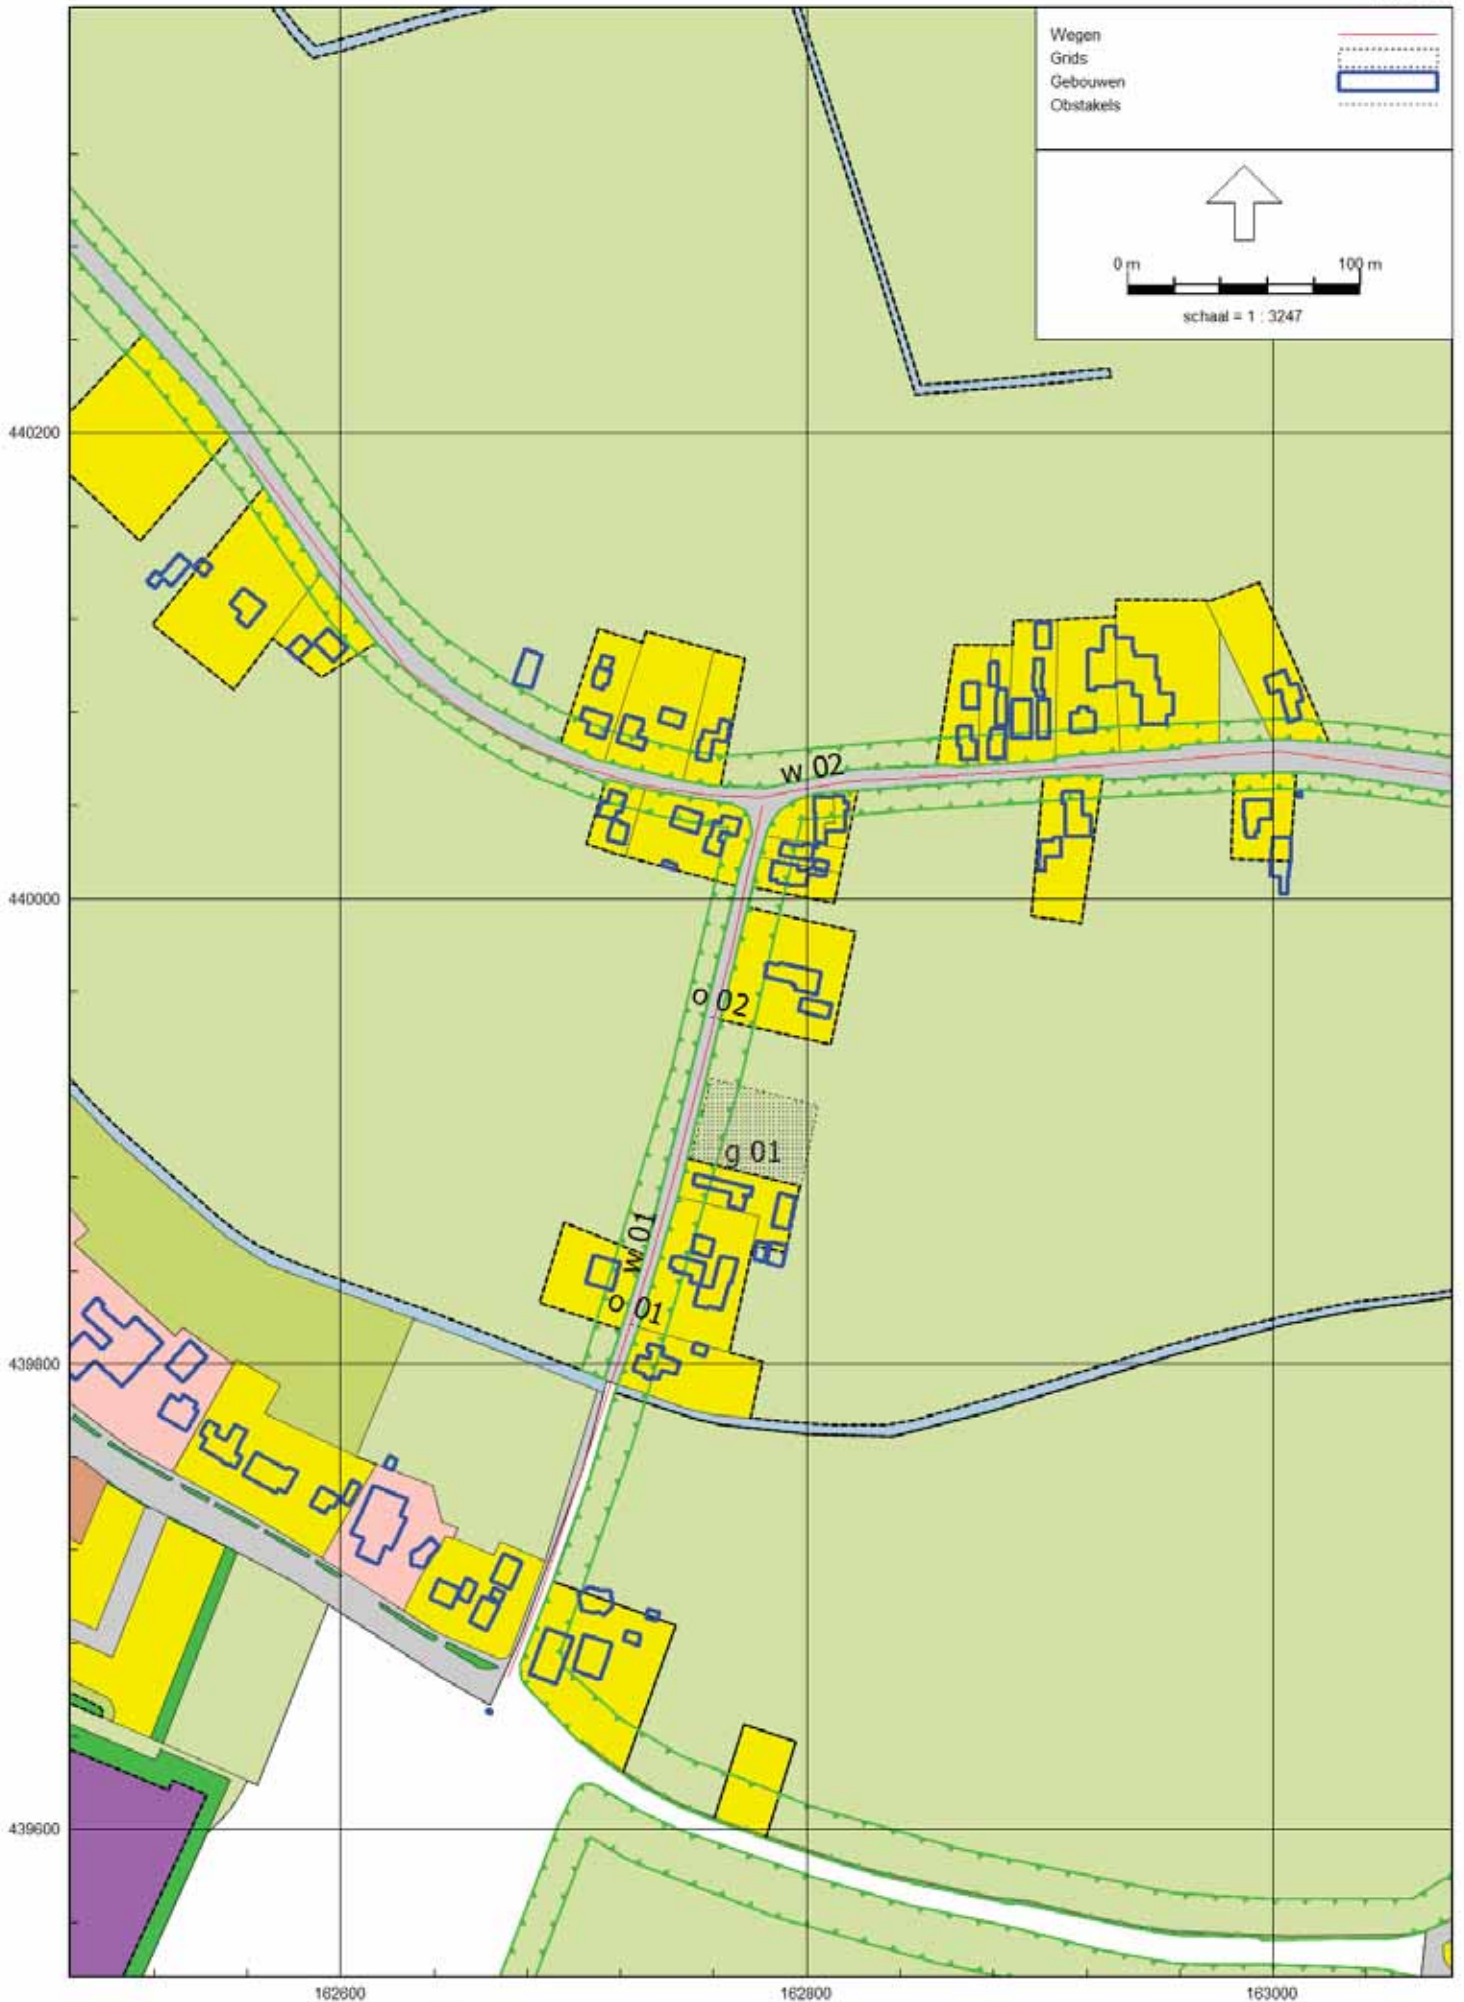 Wegen
Grids
Gebouwen
Obstakels
0 m 100 m
schaal = 1 : 3247
440200
w 02
440000
o 02
g 01
w 01
o 01
439800
439600
162600 162800 163000